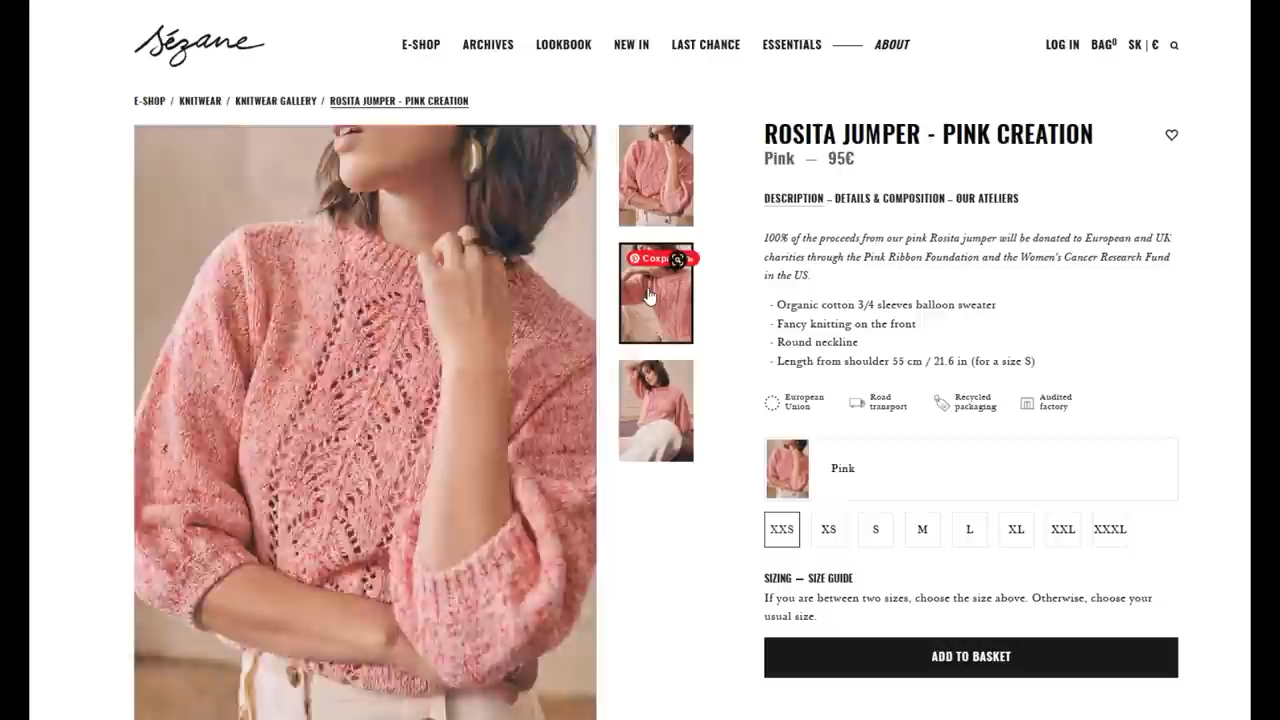 Sézane
E-SHOP ARCHIVES LOOKBOOK NEW IN LAST CHANCE ESSENTIALS ABOUT
LOG IN BAG0 SK | €
E-SHOP / KNITWEAR / KNITWEAR GALLERY / ROSITA JUMPER - PINK CREATION
ROSITA JUMPER - PINK CREATION
Pink — 95€
DESCRIPTION – DETAILS & COMPOSITION – OUR ATELIERS
100% of the proceeds from our pink Rosita jumper will be donated to European and UK
charities through the Pink Ribbon Foundation and the Women's Cancer Research Fund
in the US.
- Organic cotton 3/4 sleeves balloon sweater
- Fancy knitting on the front
- Round neckline
- Length from shoulder 55 cm / 21.6 in (for a size S)
European
Union
Road
transport
Recycled
packaging
Audited
factory
Pink
XXS XS S M L XL XXL XXXL
SIZING — SIZE GUIDE
If you are between two sizes, choose the size above. Otherwise, choose your
usual size.
ADD TO BASKET